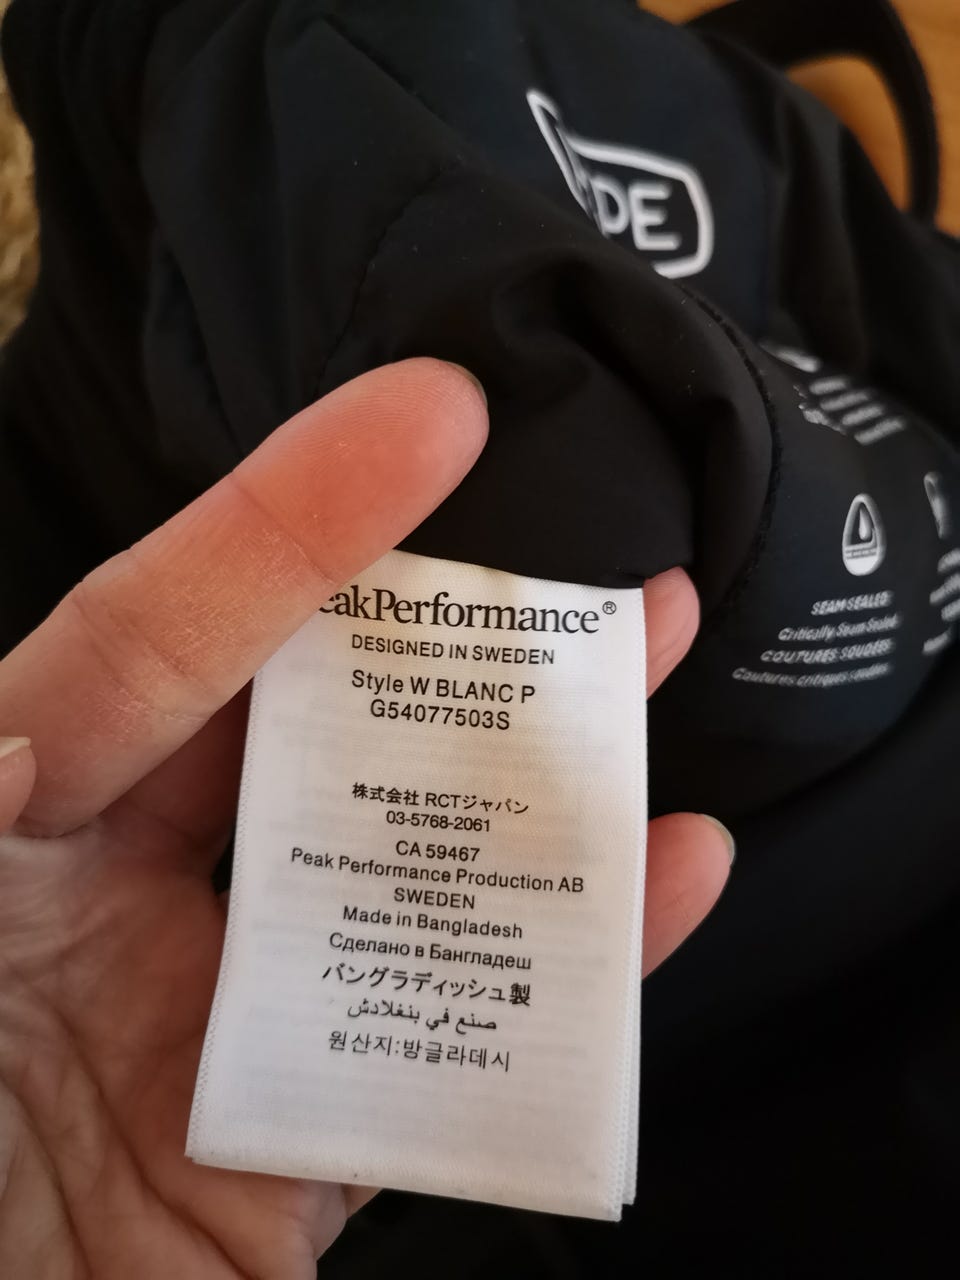 DE
SEAM SEALED
Critically Seam Sealed.
COUTURES SOUDÉES
Coutures critiques soudées.
eakPerformance®
DESIGNED IN SWEDEN
Style W BLANC P
G54077503S
株式会社 RCTジャパン
03-5768-2061
CA 59467
Peak Performance Production AB
SWEDEN
Made in Bangladesh
Сделано в Бангладеш
バングラディッシュ製
صنع في بنغلادش
원산지:방글라데시